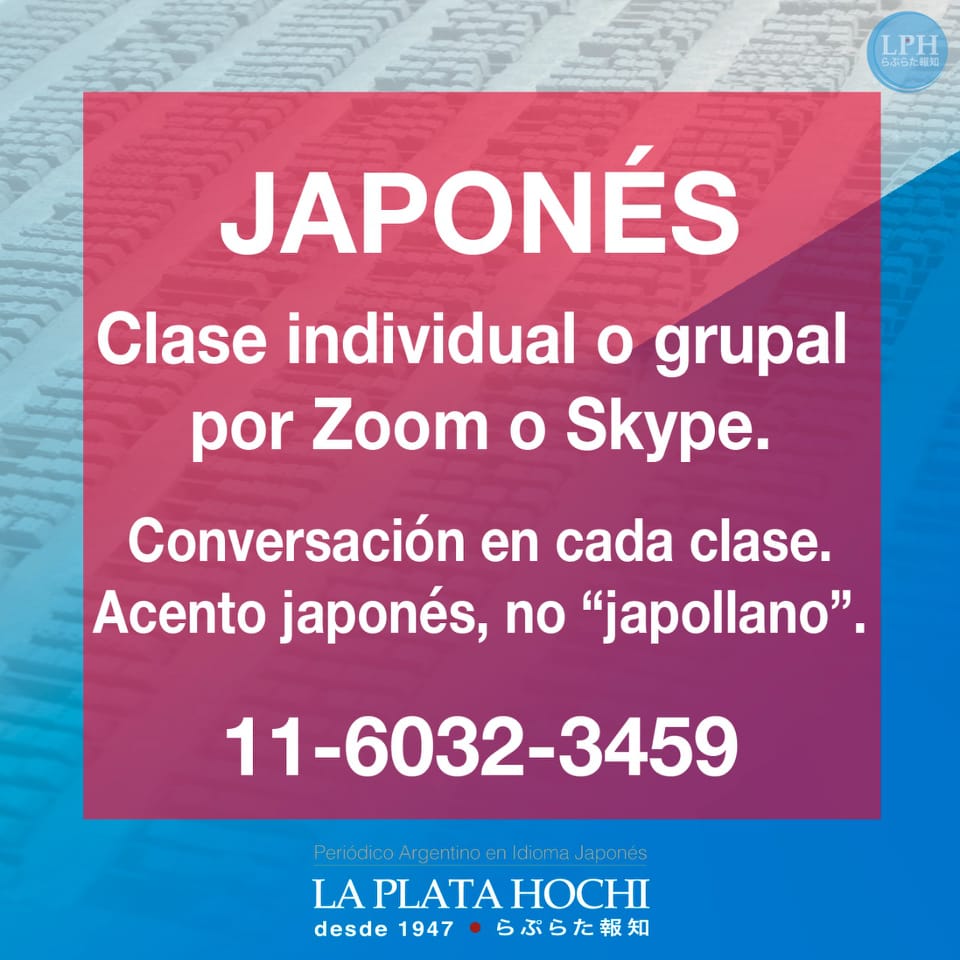 LPH
らぷらた報知
JAPONÉS
Clase individual o grupal
por Zoom o Skype.
Conversación en cada clase.
Acento japonés, no “japollano”.
11-6032-3459
Periódico Argentino en Idioma Japonés
LA PLATA HOCHI
desde 1947 • らぷらた報知